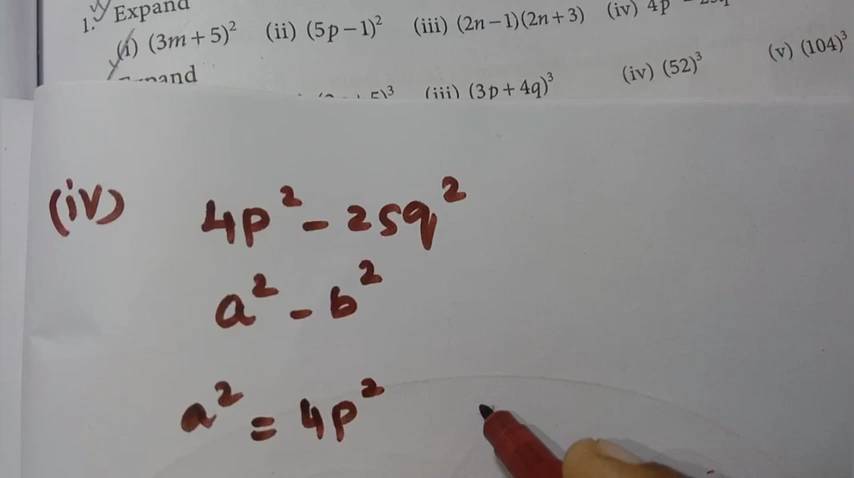 1. Expand
(i) (3m + 5)² (ii) (5p − 1)² (iii) (2n − 1)(2n + 3) (iv) 4p
(iii) (3p + 4q)³ (iv) (52)³ (v) (104)³
(iv) 4p² - 25q²
a² - b²
a² = 4p²